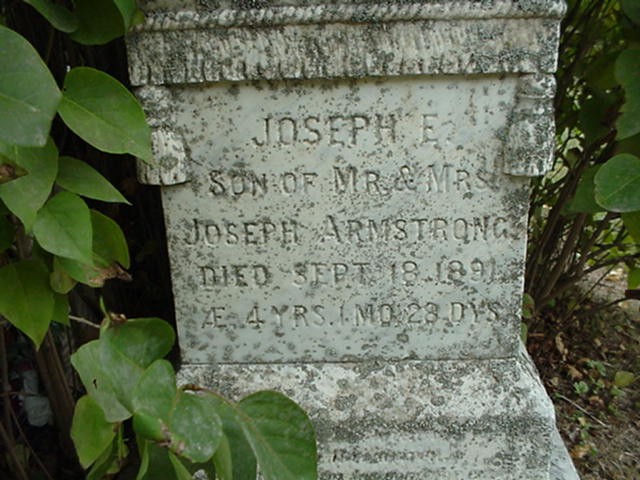 JOSEPH E.
SON OF MR. & MRS.
JOSEPH ARMSTRONG
DIED SEPT. 18. 1891.
Æ. 4 YRS. 1 MO. 28 DYS.